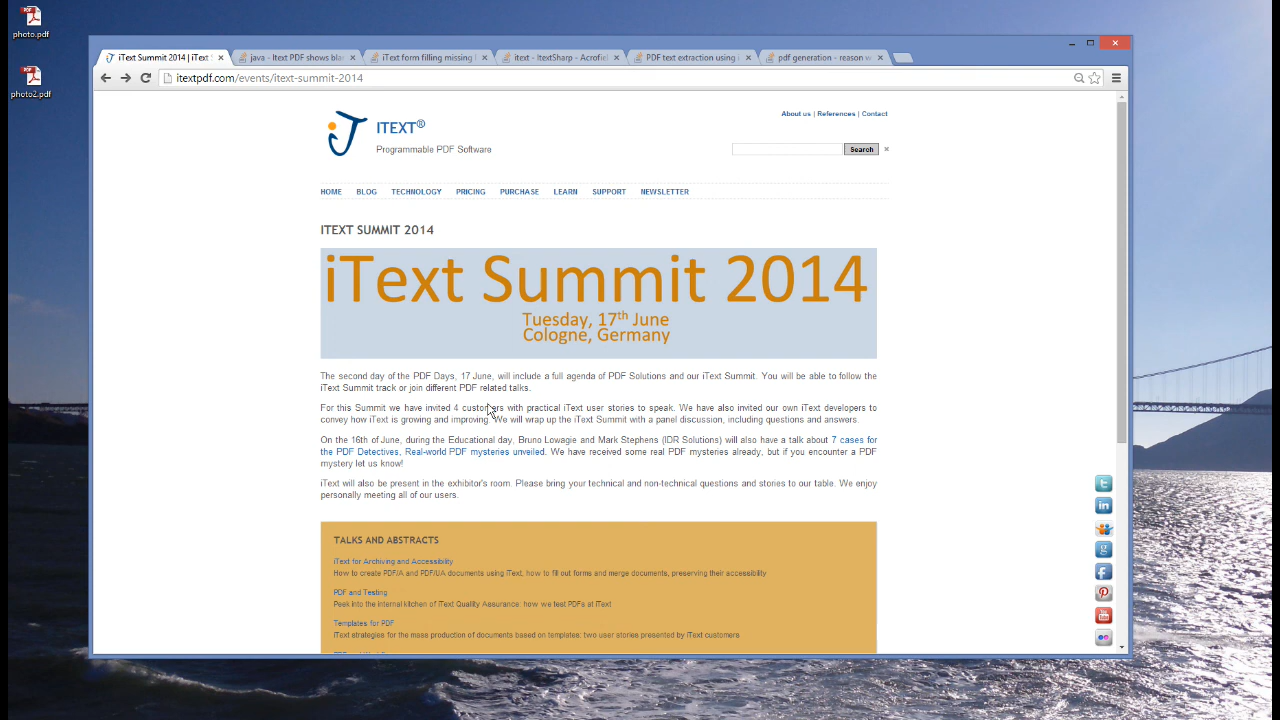 photo.pdf
photo2.pdf
iText Summit 2014 | iText
java - Itext PDF shows bla
iText form filling missing
itext - ItextSharp - Acrofiel
PDF text extraction using i
pdf generation - reason w
itextpdf.com/events/itext-summit-2014
ITEXT®
Programmable PDF Software
About us | References | Contact
Search
HOME BLOG TECHNOLOGY PRICING PURCHASE LEARN SUPPORT NEWSLETTER
ITEXT SUMMIT 2014
iText Summit 2014
Tuesday, 17th June
Cologne, Germany
The second day of the PDF Days, 17 June, will include a full agenda of PDF Solutions and our iText Summit. You will be able to follow the
iText Summit track or join different PDF related talks.
For this Summit we have invited 4 customers with practical iText user stories to speak. We have also invited our own iText developers to
convey how iText is growing and improving. We will wrap up the iText Summit with a panel discussion, including questions and answers.
On the 16th of June, during the Educational day, Bruno Lowagie and Mark Stephens (IDR Solutions) will also have a talk about 7 cases for
the PDF Detectives, Real-world PDF mysteries unveiled. We have received some real PDF mysteries already, but if you encounter a PDF
mystery let us know!
iText will also be present in the exhibitor's room. Please bring your technical and non-technical questions and stories to our table. We enjoy
personally meeting all of our users.
TALKS AND ABSTRACTS
iText for Archiving and Accessibility
How to create PDF/A and PDF/UA documents using iText; how to fill out forms and merge documents, preserving their accessibility
PDF and Testing
Peek into the internal kitchen of iText Quality Assurance: how we test PDFs at iText
Templates for PDF
iText strategies for the mass production of documents based on templates: two user stories presented by iText customers